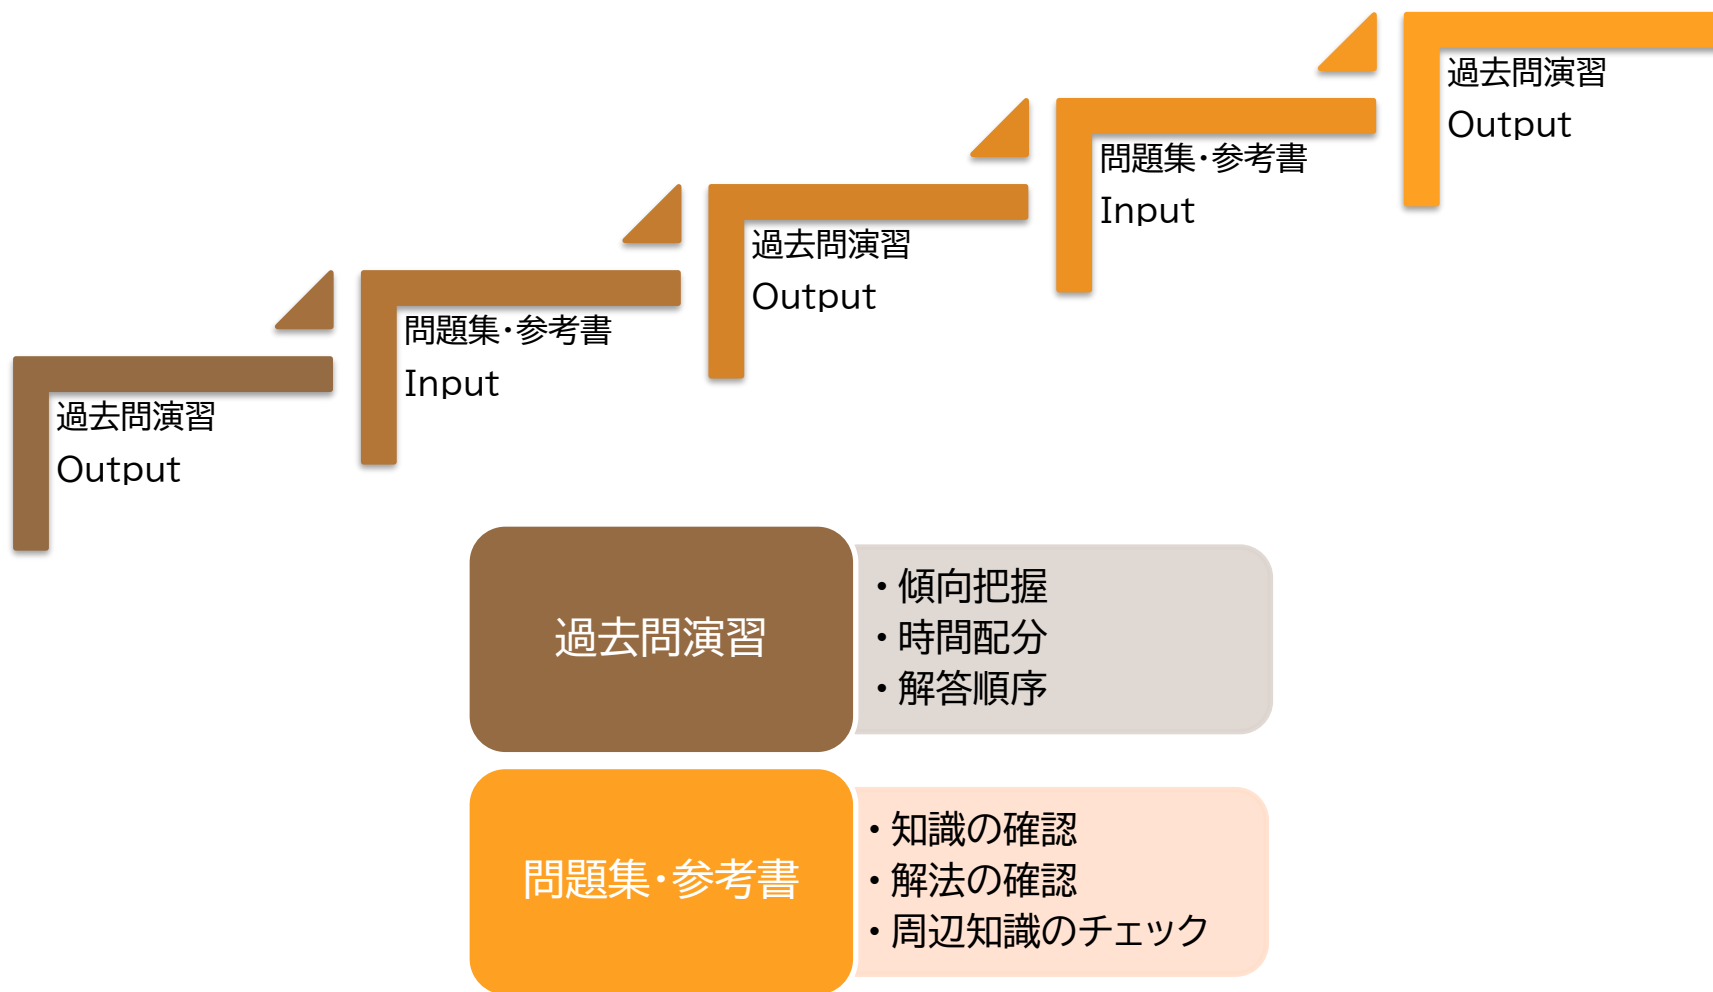 過去問演習
Output
問題集・参考書
Input
過去問演習
Output
問題集・参考書
Input
過去問演習
Output
過去問演習
・傾向把握
・時間配分
・解答順序
問題集・参考書
・知識の確認
・解法の確認
・周辺知識のチェック